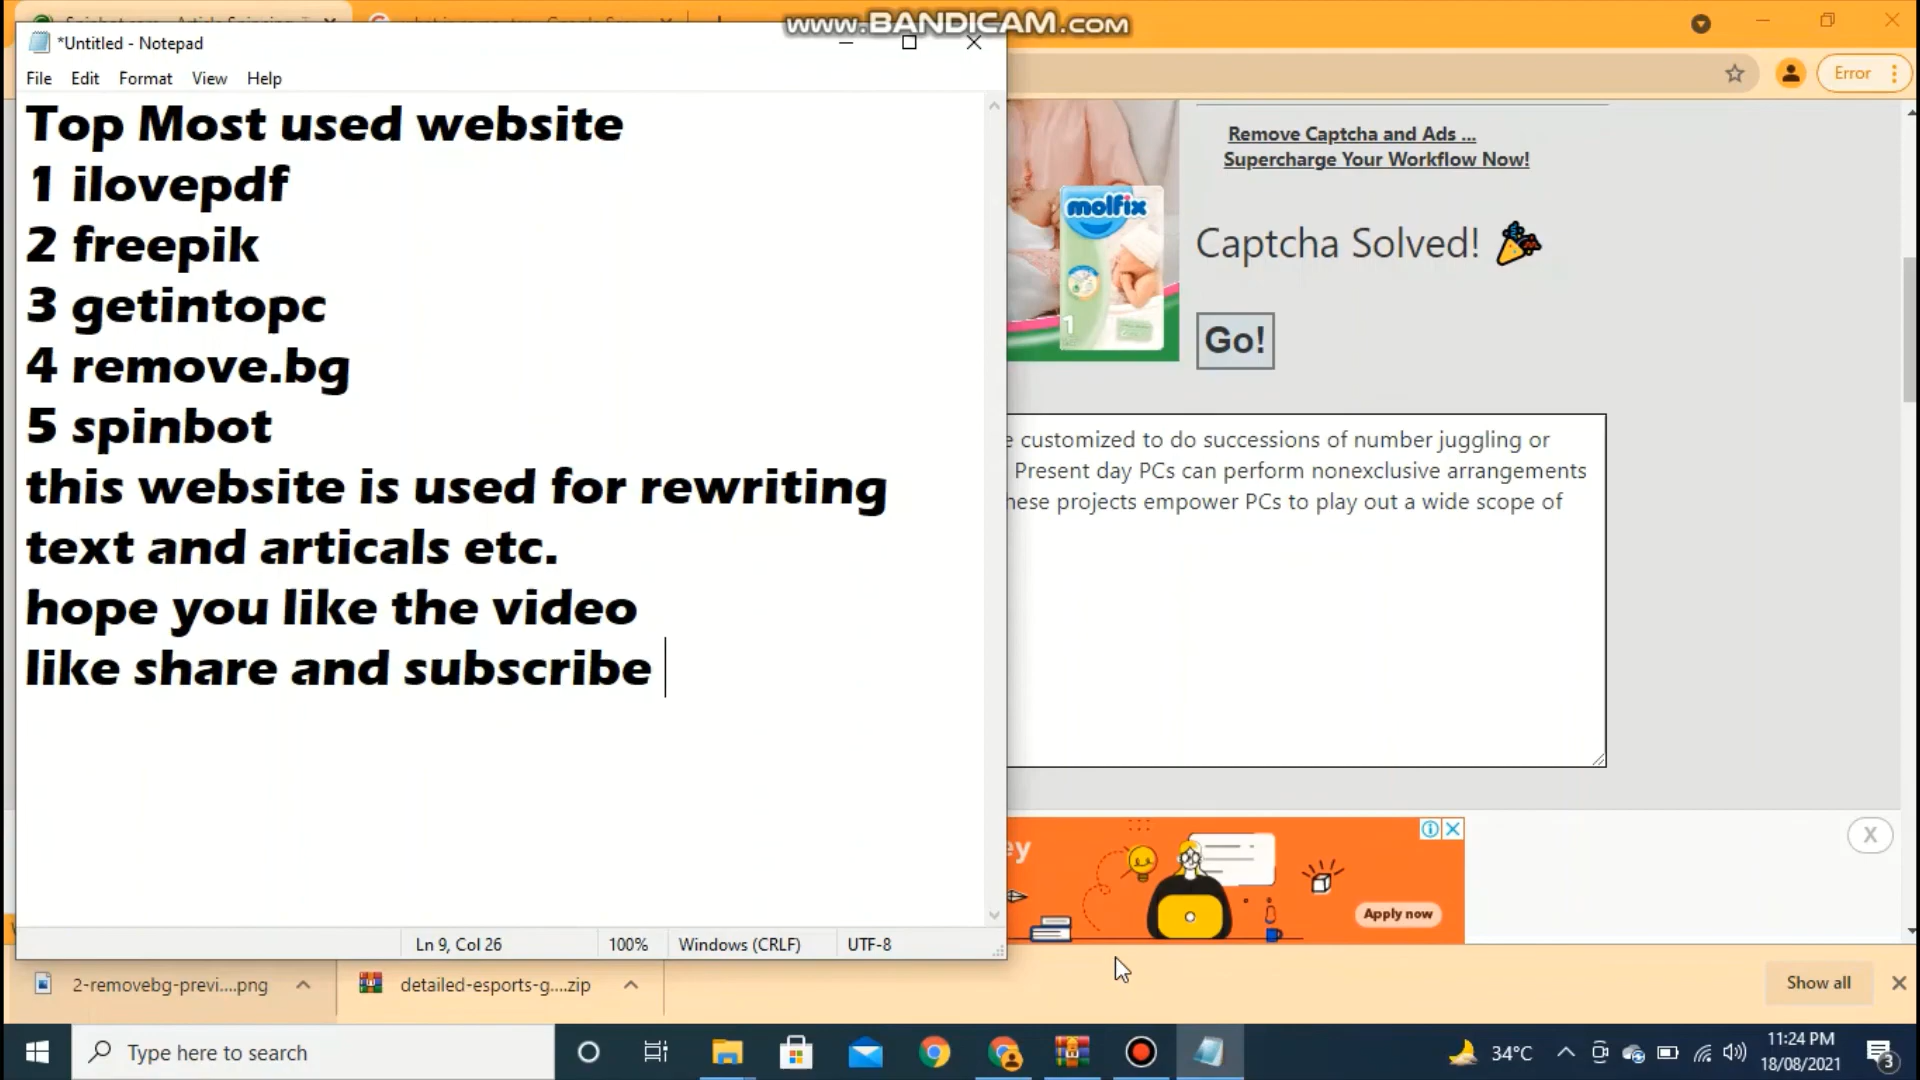 www.BANDICAM.com
*Untitled - Notepad
File Edit Format View Help
Top Most used website
1 ilovepdf
2 freepik
3 getintopc
4 remove.bg
5 spinbot
this website is used for rewriting
text and articals etc.
hope you like the video
like share and subscribe
Ln 9, Col 26
100%
Windows (CRLF)
UTF-8
Error
Remove Captcha and Ads ...
Supercharge Your Workflow Now!
molfix
1
Captcha Solved!
Go!
customized to do successions of number juggling or
Present day PCs can perform nonexclusive arrangements
hese projects empower PCs to play out a wide scope of
ey
Apply now
X
2-removebg-previ....png
detailed-esports-g....zip
Show all
Type here to search
34°C
11:24 PM
18/08/2021
3